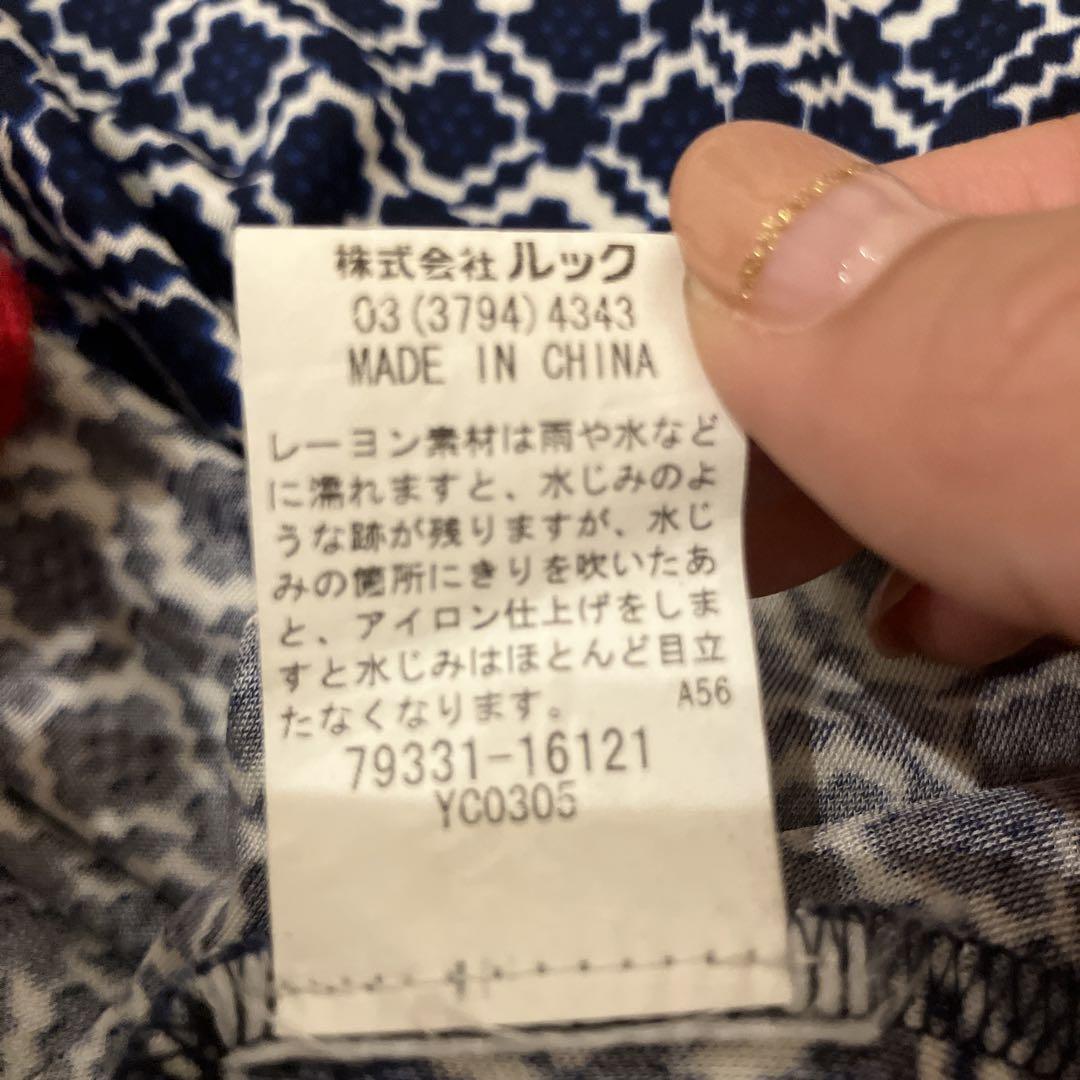 株式会社 ルック
03(3794)4343
MADE IN CHINA
レーヨン素材は雨や水など
に濡れますと、水じみのよ
うな跡が残りますが、水じ
みの箇所にきりを吹いたあ
と、アイロン仕上げをしま
すと水じみはほとんど目立
たなくなります。 A56
79331-16121
YC0305